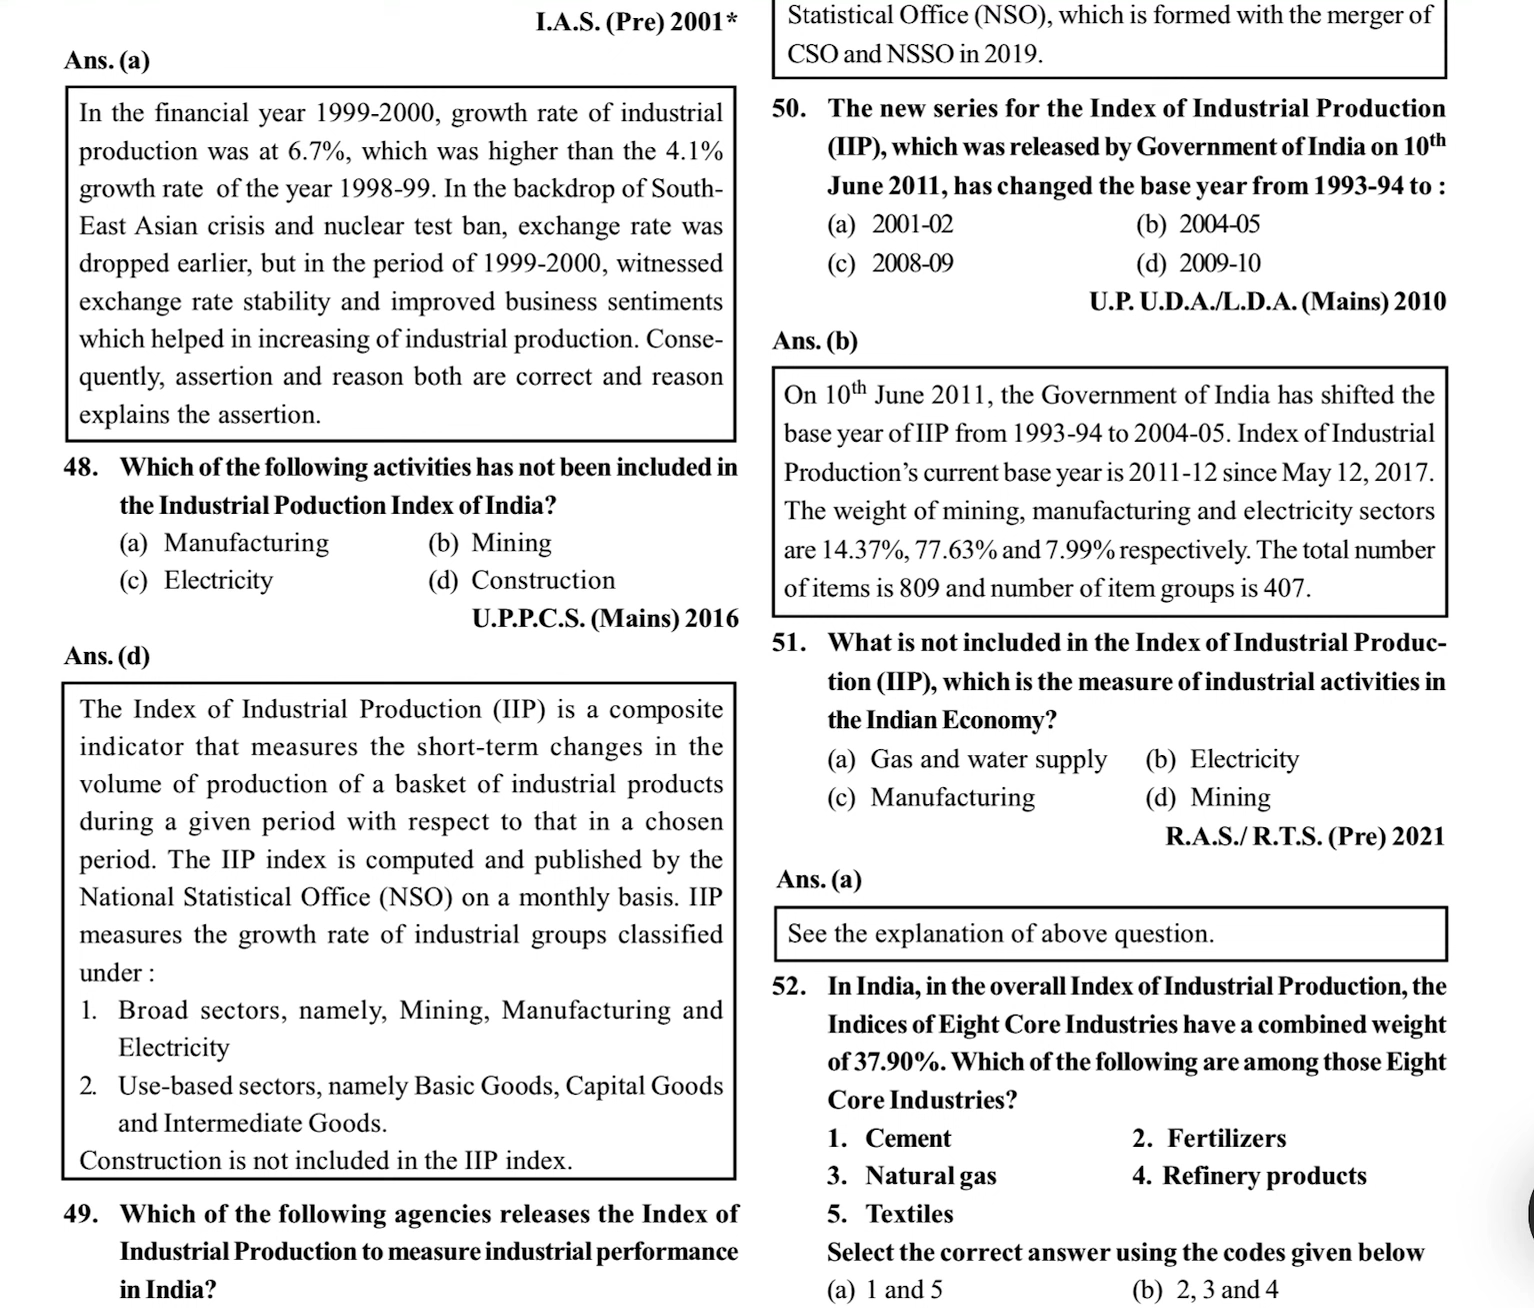 I.A.S. (Pre) 2001*
Ans. (a)
In the financial year 1999-2000, growth rate of industrial
production was at 6.7%, which was higher than the 4.1%
growth rate of the year 1998-99. In the backdrop of South-
East Asian crisis and nuclear test ban, exchange rate was
dropped earlier, but in the period of 1999-2000, witnessed
exchange rate stability and improved business sentiments
which helped in increasing of industrial production. Conse-
quently, assertion and reason both are correct and reason
explains the assertion.
48. Which of the following activities has not been included in
the Industrial Poduction Index of India?
(a) Manufacturing (b) Mining
(c) Electricity (d) Construction
U.P.P.C.S. (Mains) 2016
Ans. (d)
The Index of Industrial Production (IIP) is a composite
indicator that measures the short-term changes in the
volume of production of a basket of industrial products
during a given period with respect to that in a chosen
period. The IIP index is computed and published by the
National Statistical Office (NSO) on a monthly basis. IIP
measures the growth rate of industrial groups classified
under :
1. Broad sectors, namely, Mining, Manufacturing and
Electricity
2. Use-based sectors, namely Basic Goods, Capital Goods
and Intermediate Goods.
Construction is not included in the IIP index.
49. Which of the following agencies releases the Index of
Industrial Production to measure industrial performance
in India?
Statistical Office (NSO), which is formed with the merger of
CSO and NSSO in 2019.
50. The new series for the Index of Industrial Production
(IIP), which was released by Government of India on 10th
June 2011, has changed the base year from 1993-94 to :
(a) 2001-02 (b) 2004-05
(c) 2008-09 (d) 2009-10
U.P. U.D.A./L.D.A. (Mains) 2010
Ans. (b)
On 10th June 2011, the Government of India has shifted the
base year of IIP from 1993-94 to 2004-05. Index of Industrial
Production’s current base year is 2011-12 since May 12, 2017.
The weight of mining, manufacturing and electricity sectors
are 14.37%, 77.63% and 7.99% respectively. The total number
of items is 809 and number of item groups is 407.
51. What is not included in the Index of Industrial Produc-
tion (IIP), which is the measure of industrial activities in
the Indian Economy?
(a) Gas and water supply (b) Electricity
(c) Manufacturing (d) Mining
R.A.S./ R.T.S. (Pre) 2021
Ans. (a)
See the explanation of above question.
52. In India, in the overall Index of Industrial Production, the
Indices of Eight Core Industries have a combined weight
of 37.90%. Which of the following are among those Eight
Core Industries?
1. Cement 2. Fertilizers
3. Natural gas 4. Refinery products
5. Textiles
Select the correct answer using the codes given below
(a) 1 and 5 (b) 2, 3 and 4